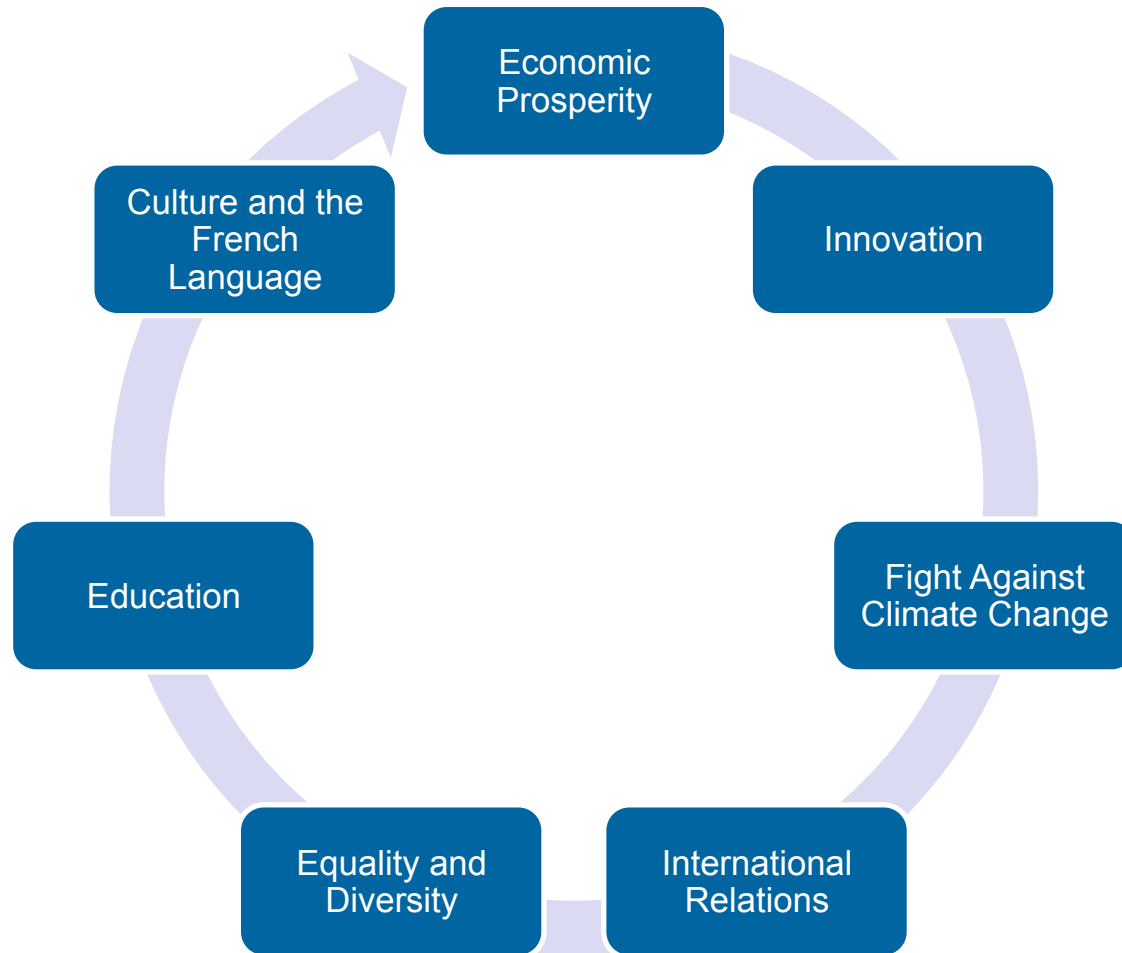 Economic
Prosperity
Innovation
Fight Against
Climate Change
International
Relations
Equality and
Diversity
Education
Culture and the
French
Language